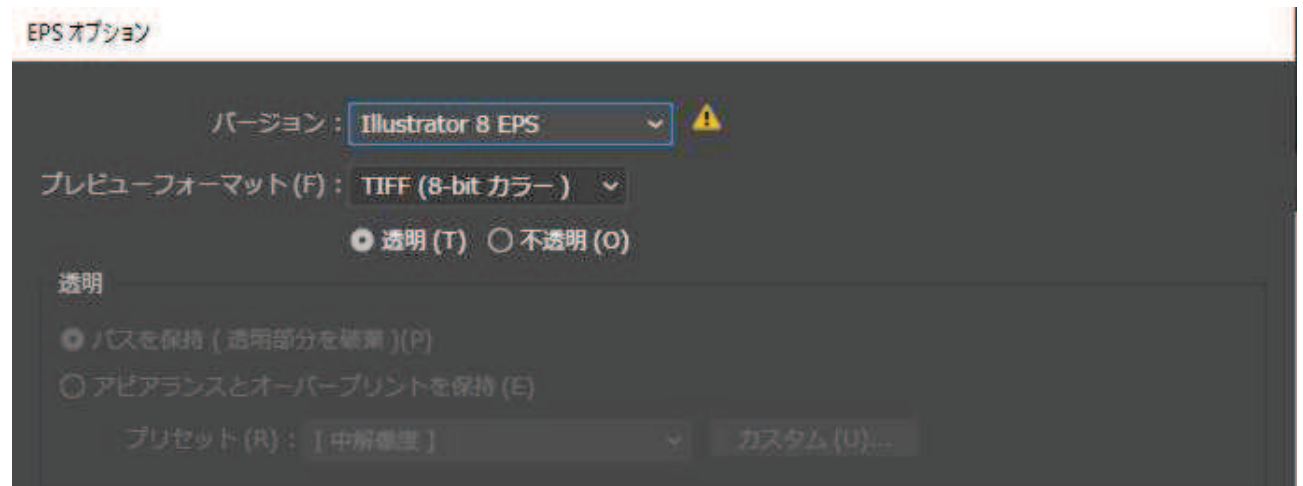 EPS オプション
バージョン : Illustrator 8 EPS
プレビューフォーマット (F) : TIFF (8-bit カラー )
透明 (T) 不透明 (O)
透明
パスを保持 ( 透明部分を破棄 )(P)
アピアランスとオーバープリントを保持 (E)
プリセット (R) : [ 中解像度 ] カスタム (U)...